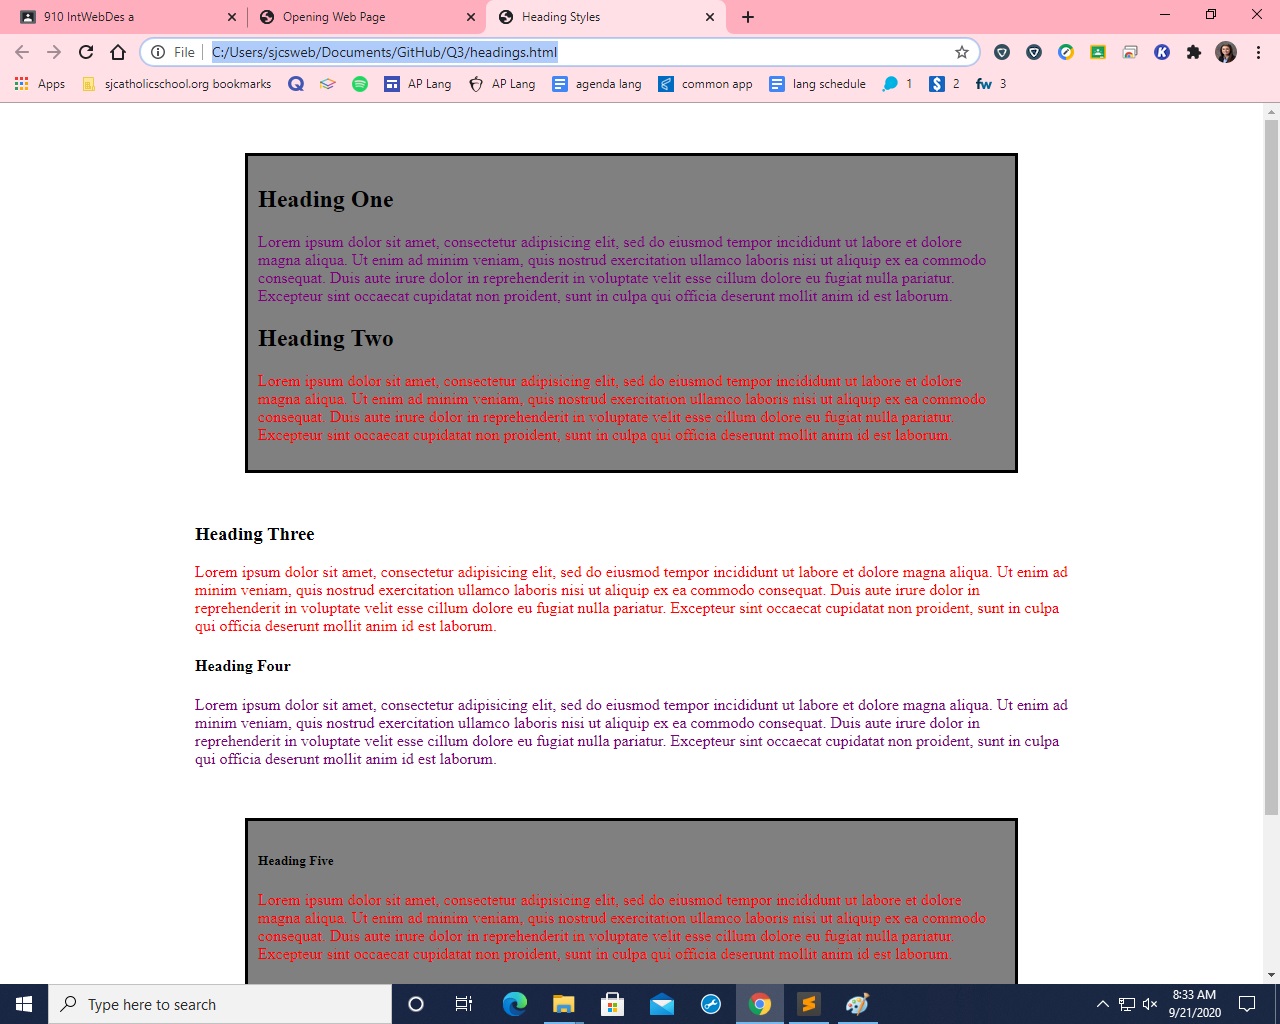 910 IntWebDes a
Opening Web Page
Heading Styles
File
C:/Users/sjcsweb/Documents/GitHub/Q3/headings.html
Apps
sjcatholicschool.org bookmarks
AP Lang
AP Lang
agenda lang
common app
lang schedule
1
2
fw 3
Heading One
Lorem ipsum dolor sit amet, consectetur adipisicing elit, sed do eiusmod tempor incididunt ut labore et dolore
magna aliqua. Ut enim ad minim veniam, quis nostrud exercitation ullamco laboris nisi ut aliquip ex ea commodo
consequat. Duis aute irure dolor in reprehenderit in voluptate velit esse cillum dolore eu fugiat nulla pariatur.
Excepteur sint occaecat cupidatat non proident, sunt in culpa qui officia deserunt mollit anim id est laborum.
Heading Two
Lorem ipsum dolor sit amet, consectetur adipisicing elit, sed do eiusmod tempor incididunt ut labore et dolore
magna aliqua. Ut enim ad minim veniam, quis nostrud exercitation ullamco laboris nisi ut aliquip ex ea commodo
consequat. Duis aute irure dolor in reprehenderit in voluptate velit esse cillum dolore eu fugiat nulla pariatur.
Excepteur sint occaecat cupidatat non proident, sunt in culpa qui officia deserunt mollit anim id est laborum.
Heading Three
Lorem ipsum dolor sit amet, consectetur adipisicing elit, sed do eiusmod tempor incididunt ut labore et dolore magna aliqua. Ut enim ad
minim veniam, quis nostrud exercitation ullamco laboris nisi ut aliquip ex ea commodo consequat. Duis aute irure dolor in
reprehenderit in voluptate velit esse cillum dolore eu fugiat nulla pariatur. Excepteur sint occaecat cupidatat non proident, sunt in culpa
qui officia deserunt mollit anim id est laborum.
Heading Four
Lorem ipsum dolor sit amet, consectetur adipisicing elit, sed do eiusmod tempor incididunt ut labore et dolore magna aliqua. Ut enim ad
minim veniam, quis nostrud exercitation ullamco laboris nisi ut aliquip ex ea commodo consequat. Duis aute irure dolor in
reprehenderit in voluptate velit esse cillum dolore eu fugiat nulla pariatur. Excepteur sint occaecat cupidatat non proident, sunt in culpa
qui officia deserunt mollit anim id est laborum.
Heading Five
Lorem ipsum dolor sit amet, consectetur adipisicing elit, sed do eiusmod tempor incididunt ut labore et dolore
magna aliqua. Ut enim ad minim veniam, quis nostrud exercitation ullamco laboris nisi ut aliquip ex ea commodo
consequat. Duis aute irure dolor in reprehenderit in voluptate velit esse cillum dolore eu fugiat nulla pariatur.
Excepteur sint occaecat cupidatat non proident, sunt in culpa qui officia deserunt mollit anim id est laborum.
Type here to search
8:33 AM
9/21/2020